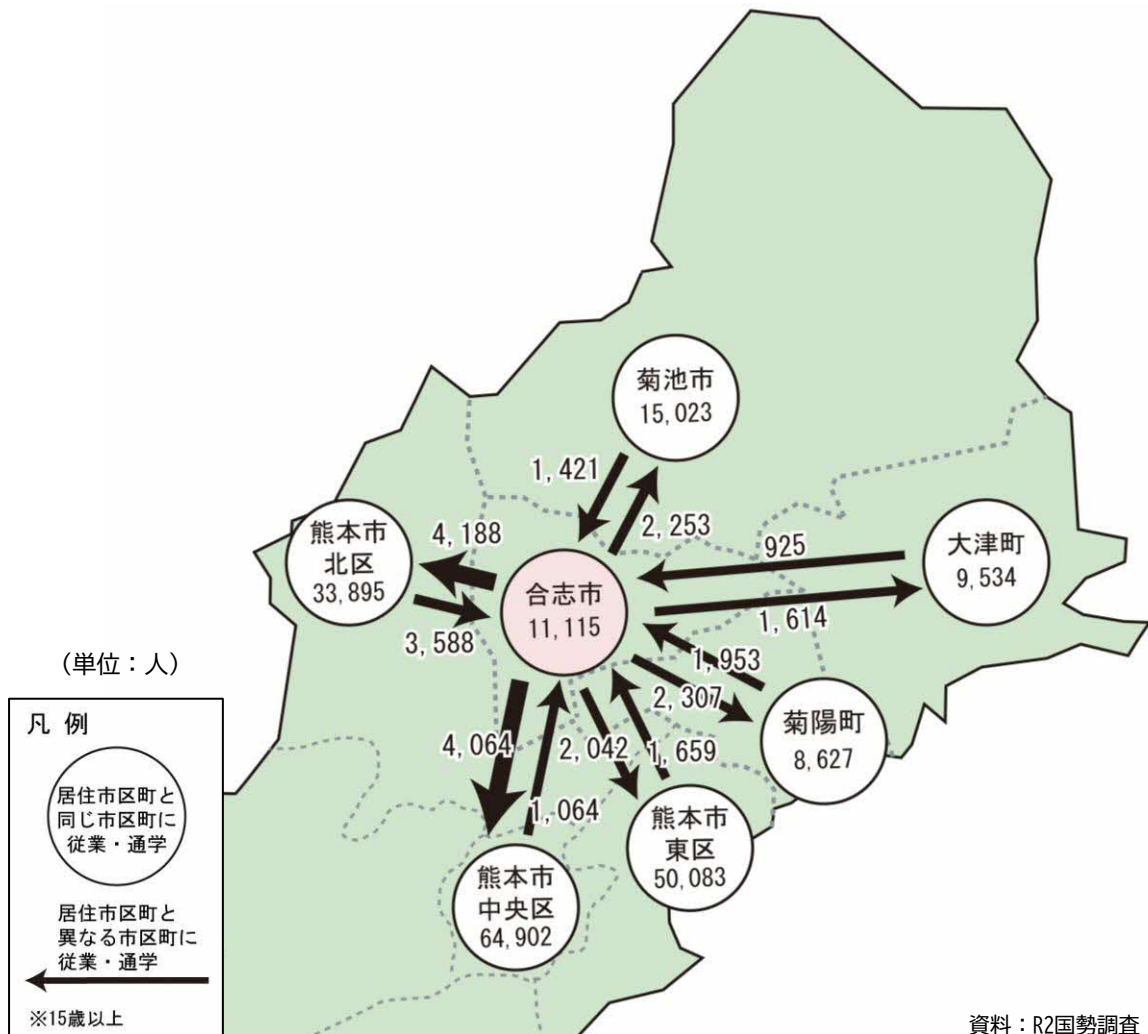 菊池市
15,023
1,421
2,253
熊本市
北区
33,895
4,188
3,588
合志市
11,115
925
1,614
大津町
9,534
1,953
2,307
菊陽町
8,627
4,064
1,064
2,042
1,659
熊本市
東区
50,083
熊本市
中央区
64,902
（単位：人）
凡 例
居住市区町と
同じ市区町に
従業・通学
居住市区町と
異なる市区町に
従業・通学
※15歳以上
資料：R2国勢調査